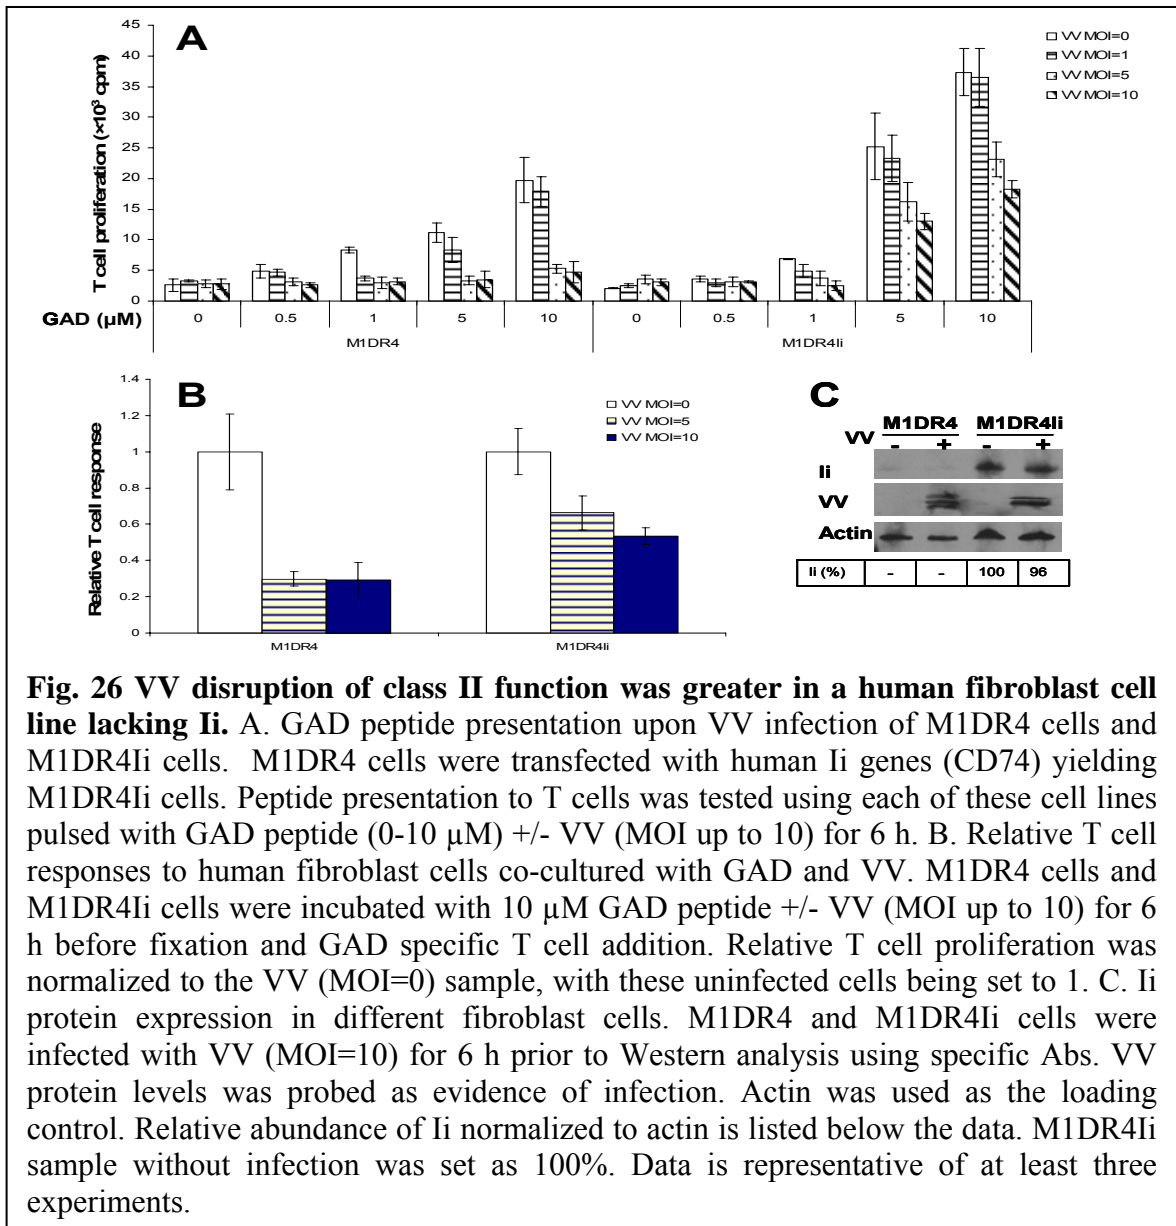 A
T cell proliferation (×10³ cpm)
45
40
35
30
25
20
15
10
5
0
VV MOI=0
VV MOI=1
VV MOI=5
VV MOI=10
GAD (µM) 0 0.5 1 5 10 0 0.5 1 5 10
M1DR4 M1DR4Ii
B
Relative T cell response
1.4
1.2
1
0.8
0.6
0.4
0.2
0
VV MOI=0
VV MOI=5
VV MOI=10
M1DR4 M1DR4Ii
C
M1DR4 M1DR4Ii
VV - + - +
Ii
VV
Actin
Ii (%) - - 100 96
Fig. 26 VV disruption of class II function was greater in a human fibroblast cell
line lacking Ii. A. GAD peptide presentation upon VV infection of M1DR4 cells and
M1DR4Ii cells. M1DR4 cells were transfected with human Ii genes (CD74) yielding
M1DR4Ii cells. Peptide presentation to T cells was tested using each of these cell lines
pulsed with GAD peptide (0-10 µM) +/- VV (MOI up to 10) for 6 h. B. Relative T cell
responses to human fibroblast cells co-cultured with GAD and VV. M1DR4 cells and
M1DR4Ii cells were incubated with 10 µM GAD peptide +/- VV (MOI up to 10) for 6
h before fixation and GAD specific T cell addition. Relative T cell proliferation was
normalized to the VV (MOI=0) sample, with these uninfected cells being set to 1. C. Ii
protein expression in different fibroblast cells. M1DR4 and M1DR4Ii cells were
infected with VV (MOI=10) for 6 h prior to Western analysis using specific Abs. VV
protein levels was probed as evidence of infection. Actin was used as the loading
control. Relative abundance of Ii normalized to actin is listed below the data. M1DR4Ii
sample without infection was set as 100%. Data is representative of at least three
experiments.